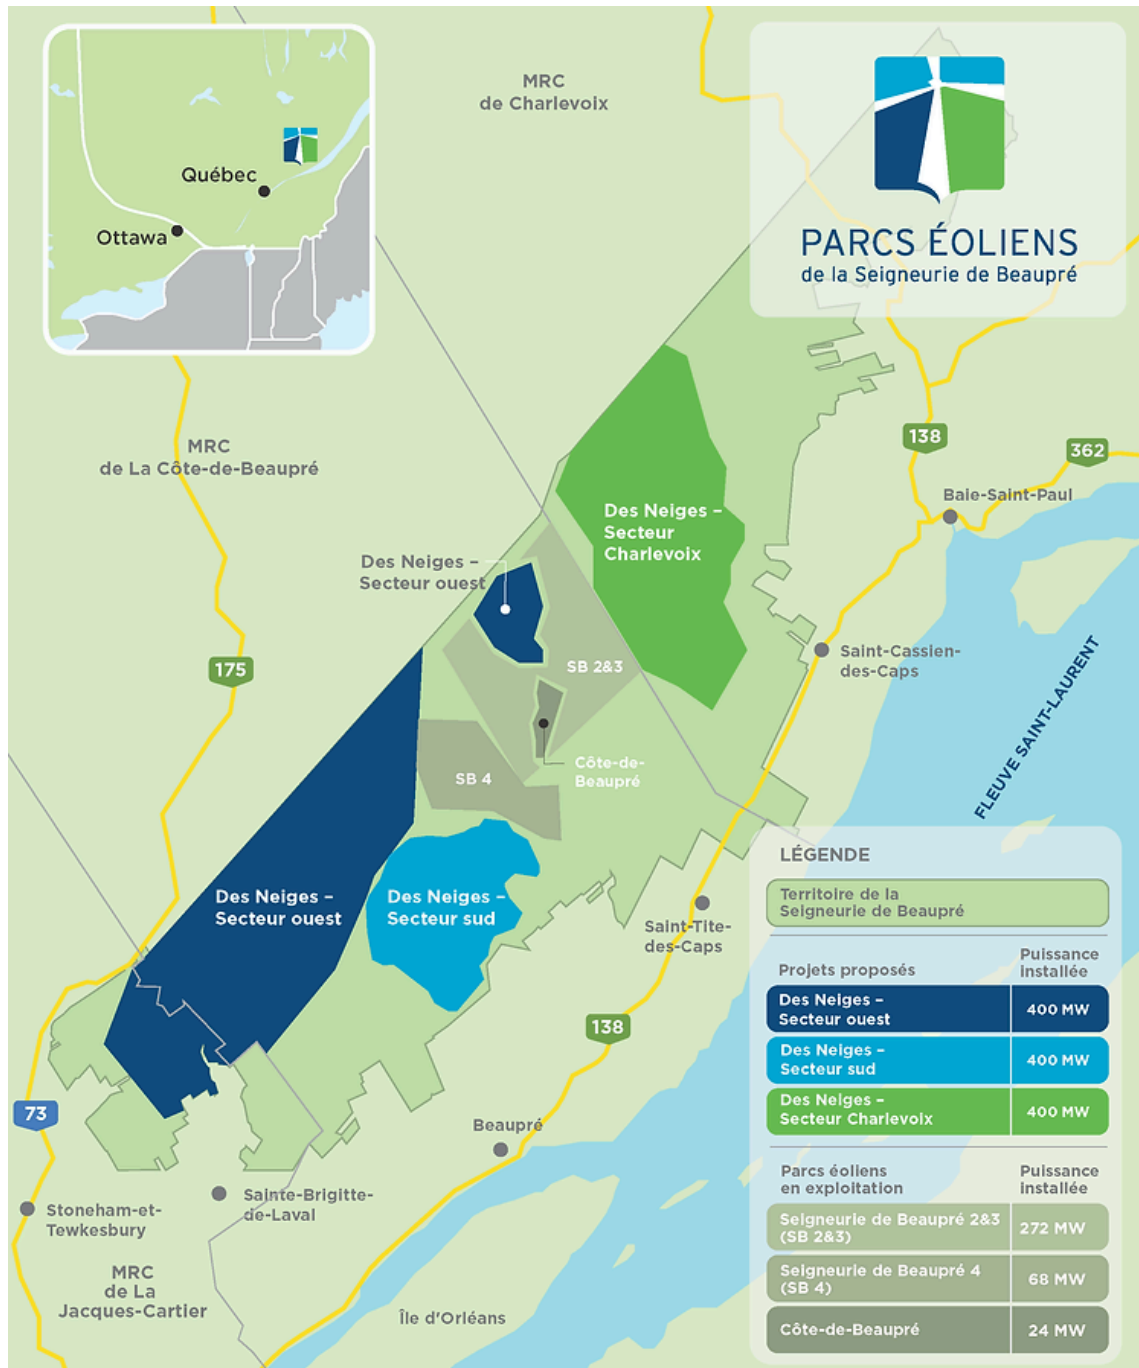 MRC
de Charlevoix
Québec
Ottawa
PARCS ÉOLIENS
de la Seigneurie de Beaupré
MRC
de La Côte-de-Beaupré
138
362
Baie-Saint-Paul
Des Neiges –
Secteur
Charlevoix
Des Neiges –
Secteur ouest
175
SB 2&3
Saint-Cassien-
des-Caps
FLEUVE SAINT-LAURENT
Côte-de-
Beaupré
SB 4
Des Neiges –
Secteur ouest
Des Neiges –
Secteur sud
Saint-Tite-
des-Caps
138
73
Beaupré
Stoneham-et-
Tewkesbury
Sainte-Brigitte-
de-Laval
MRC
de La
Jacques-Cartier
Île d'Orléans
LÉGENDE
Territoire de la
Seigneurie de Beaupré
Projets proposés
Puissance
installée
Des Neiges –
Secteur ouest
400 MW
Des Neiges –
Secteur sud
400 MW
Des Neiges –
Secteur Charlevoix
400 MW
Parcs éoliens
en exploitation
Puissance
installée
Seigneurie de Beaupré 2&3
(SB 2&3)
272 MW
Seigneurie de Beaupré 4
(SB 4)
68 MW
Côte-de-Beaupré
24 MW